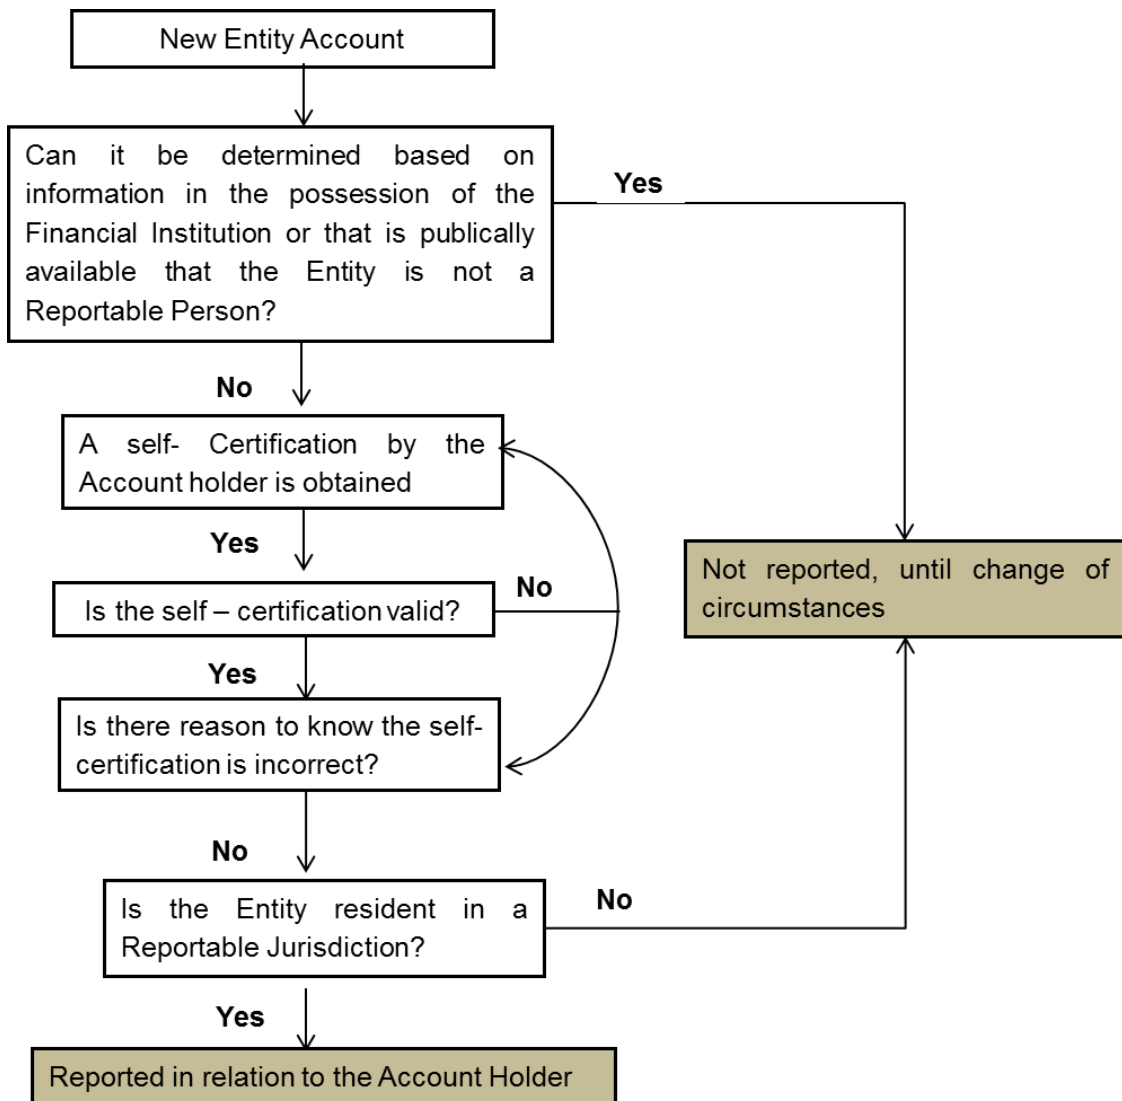 New Entity Account
Can it be determined based on
information in the possession of the
Financial Institution or that is publically
available that the Entity is not a
Reportable Person?
Yes
No
A self- Certification by the
Account holder is obtained
Yes
Is the self – certification valid?
No
Not reported, until change of
circumstances
Yes
Is there reason to know the self-
certification is incorrect?
No
Is the Entity resident in a
Reportable Jurisdiction?
No
Yes
Reported in relation to the Account Holder